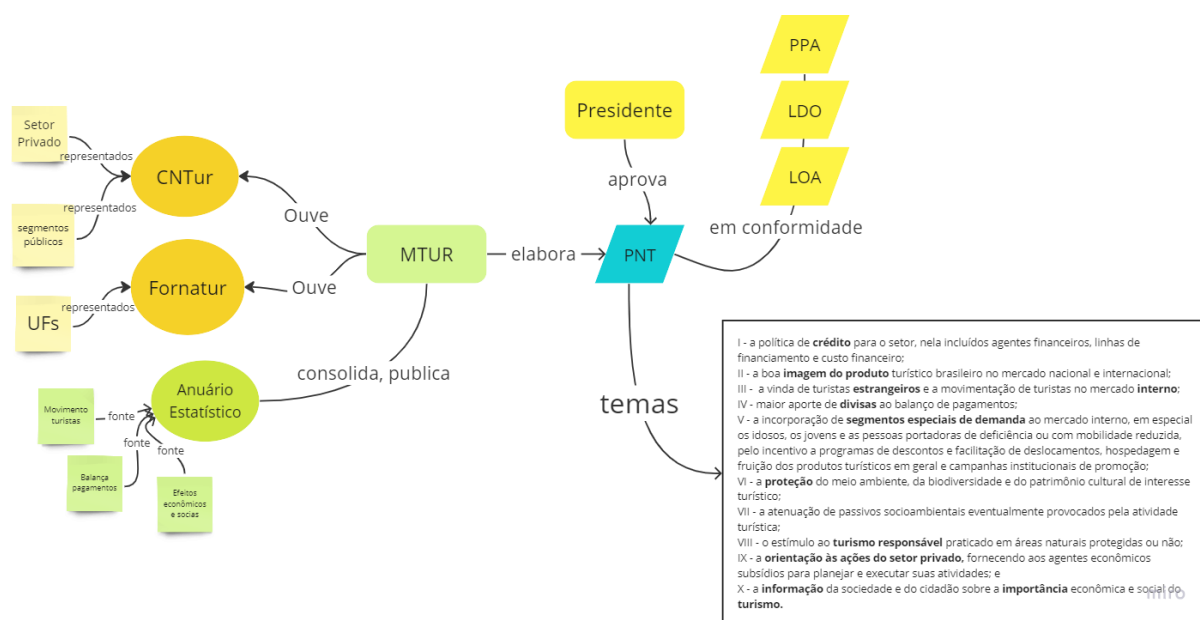 PPA
LDO
LOA
Presidente
aprova
em conformidade
PNT
elabora
MTUR
Setor
Privado
representados
CNTur
representados
segmentos
públicos
Ouve
Fornatur
Ouve
UFs
representados
consolida, publica
Anuário
Estatístico
Movimento
turistas
fonte
fonte
fonte
Balança
pagamentos
Efeitos
econômicos
e socias
temas
I - a política de crédito para o setor, nela incluídos agentes financeiros, linhas de
financiamento e custo financeiro;
II - a boa imagem do produto turístico brasileiro no mercado nacional e internacional;
III - a vinda de turistas estrangeiros e a movimentação de turistas no mercado interno;
IV - maior aporte de divisas ao balanço de pagamentos;
V - a incorporação de segmentos especiais de demanda ao mercado interno, em especial
os idosos, os jovens e as pessoas portadoras de deficiência ou com mobilidade reduzida,
pelo incentivo a programas de descontos e facilitação de deslocamentos, hospedagem e
fruição dos produtos turísticos em geral e campanhas institucionais de promoção;
VI - a proteção do meio ambiente, da biodiversidade e do patrimônio cultural de interesse
turístico;
VII - a atenuação de passivos socioambientais eventualmente provocados pela atividade
turística;
VIII - o estímulo ao turismo responsável praticado em áreas naturais protegidas ou não;
IX - a orientação às ações do setor privado, fornecendo aos agentes econômicos
subsídios para planejar e executar suas atividades; e
X - a informação da sociedade e do cidadão sobre a importância econômica e social do
turismo.
miro